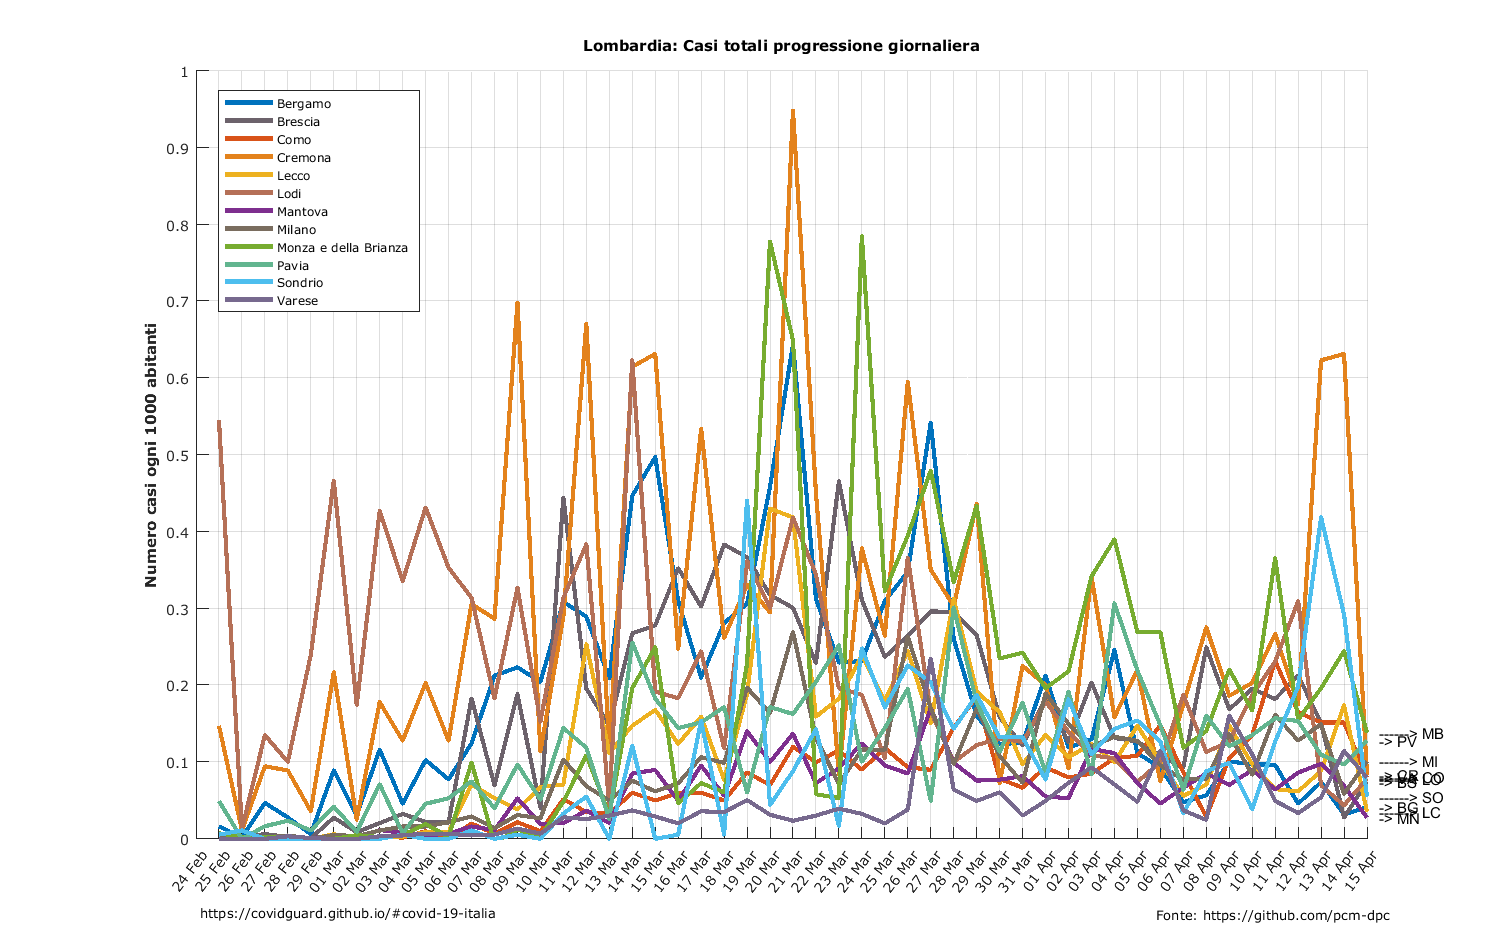 Lombardia: Casi totali progressione giornaliera
Numero casi ogni 1000 abitanti
1
0.9
0.8
0.7
0.6
0.5
0.4
0.3
0.2
0.1
0
Bergamo
Brescia
Como
Cremona
Lecco
Lodi
Mantova
Milano
Monza e della Brianza
Pavia
Sondrio
Varese
------> MB
-> PV
------> MI
------> SO
-> BG
------> LC
-> MN
24 Feb
25 Feb
26 Feb
27 Feb
28 Feb
29 Feb
01 Mar
02 Mar
03 Mar
04 Mar
05 Mar
06 Mar
07 Mar
08 Mar
09 Mar
10 Mar
11 Mar
12 Mar
13 Mar
14 Mar
15 Mar
16 Mar
17 Mar
18 Mar
19 Mar
20 Mar
21 Mar
22 Mar
23 Mar
24 Mar
25 Mar
26 Mar
27 Mar
28 Mar
29 Mar
30 Mar
31 Mar
01 Apr
02 Apr
03 Apr
04 Apr
05 Apr
06 Apr
07 Apr
08 Apr
09 Apr
10 Apr
11 Apr
12 Apr
13 Apr
14 Apr
15 Apr
https://covidguard.github.io/#covid-19-italia
Fonte: https://github.com/pcm-dpc